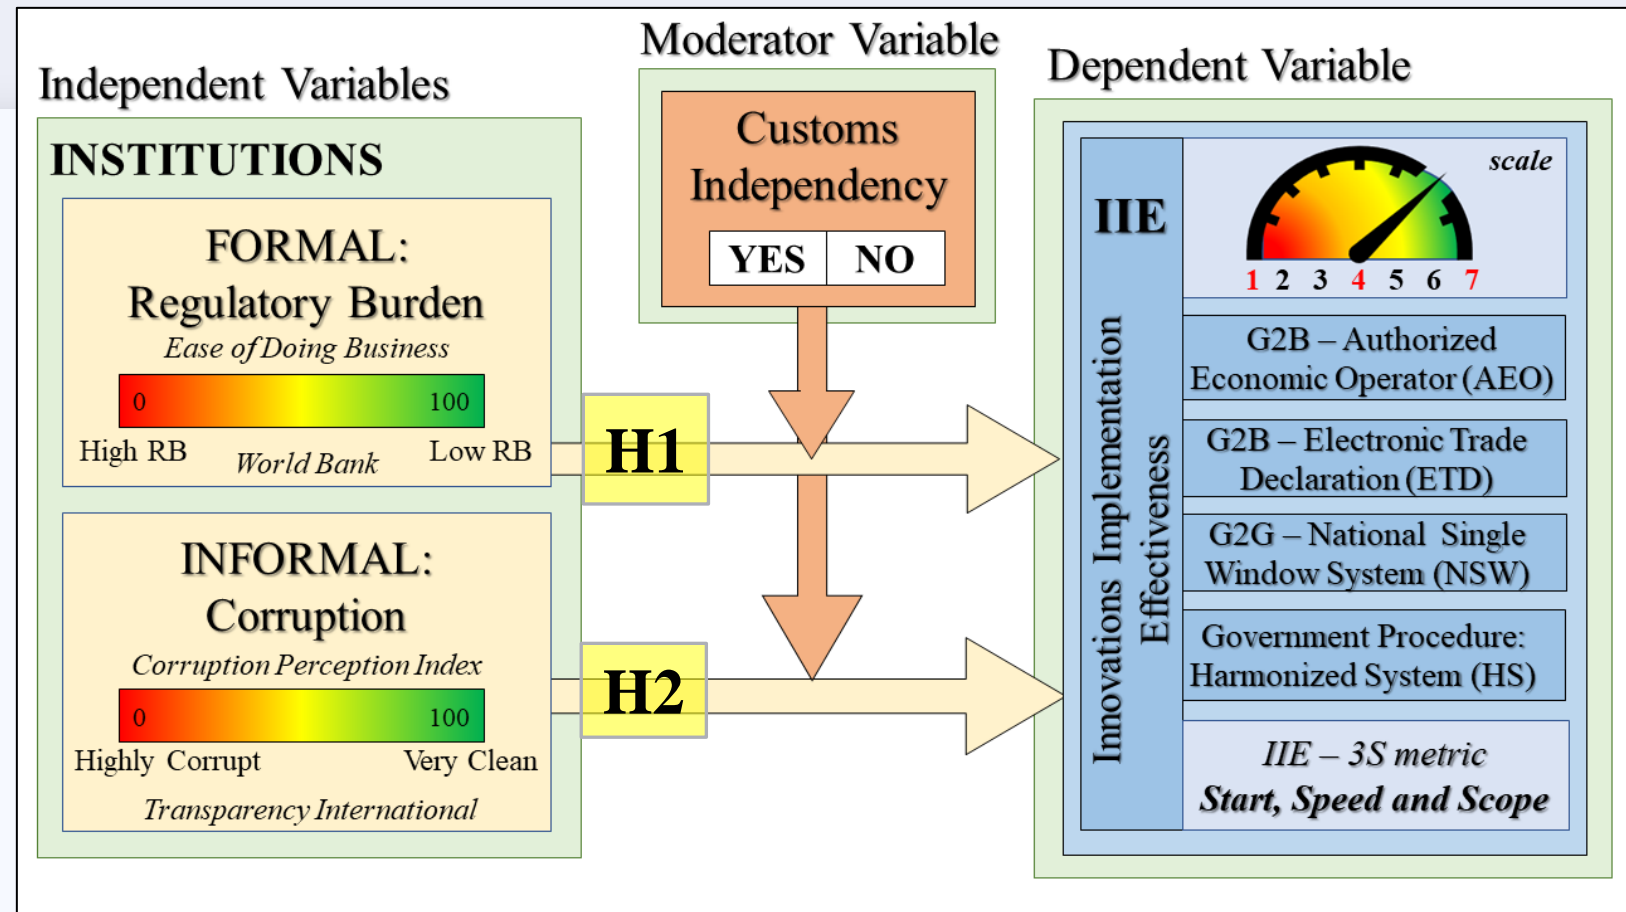 Independent Variables
INSTITUTIONS
FORMAL:
Regulatory Burden
Ease of Doing Business
0 100
High RB Low RB
World Bank
INFORMAL:
Corruption
Corruption Perception Index
0 100
Highly Corrupt Very Clean
Transparency International
H1
H2
Moderator Variable
Customs
Independency
YES NO
Dependent Variable
IIE
Innovations Implementation
Effectiveness
scale
1 2 3 4 5 6 7
G2B – Authorized
Economic Operator (AEO)
G2B – Electronic Trade
Declaration (ETD)
G2G – National Single
Window System (NSW)
Government Procedure:
Harmonized System (HS)
IIE – 3S metric
Start, Speed and Scope